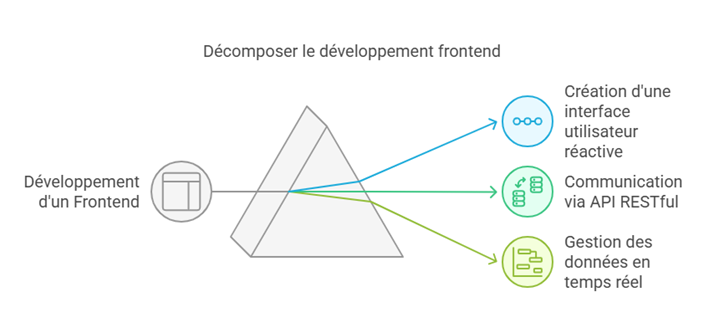 Décomposer le développement frontend
Développement
d'un Frontend
Création d'une
interface
utilisateur
réactive
Communication
via API RESTful
Gestion des
données en
temps réel